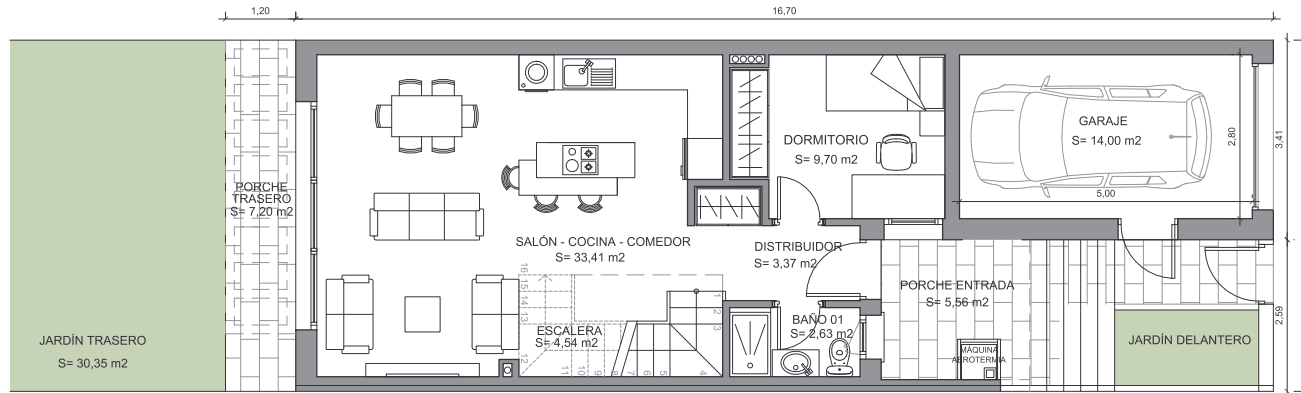 1,20
16,70
GARAJE
S= 14,00 m2
2,80
3,41
5,00
DORMITORIO
S= 9,70 m2
PORCHE
TRASERO
S= 7,20 m2
SALÓN - COCINA - COMEDOR
S= 33,41 m2
DISTRIBUIDOR
S= 3,37 m2
PORCHE ENTRADA
S= 5,56 m2
16
15
14
13
12
11
10
9
8
7
6
5
4
3
2
1
ESCALERA
S= 4,54 m2
BAÑO 01
S= 2,63 m2
2,59
JARDÍN TRASERO
S= 30,35 m2
MÁQUINA
AEROTERMIA
JARDÍN DELANTERO